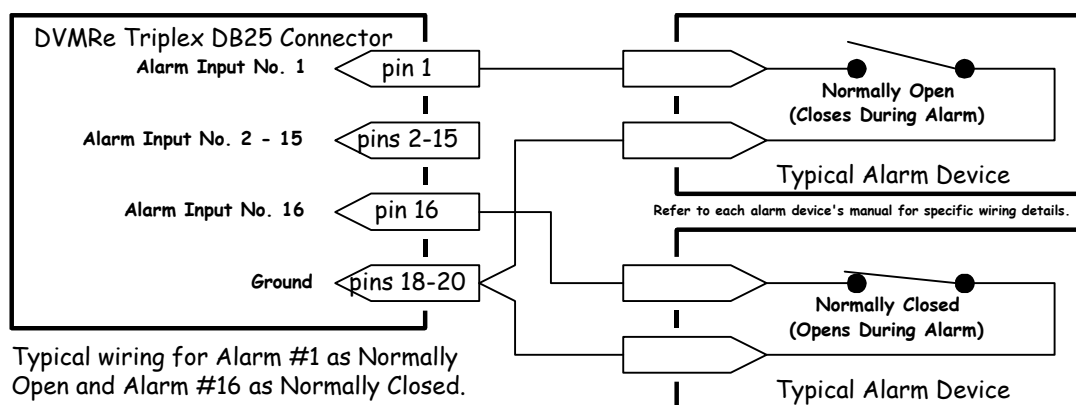 DVMRe Triplex DB25 Connector
Alarm Input No. 1
pin 1
Alarm Input No. 2 - 15
pins 2-15
Alarm Input No. 16
pin 16
Ground
pins 18-20
Typical wiring for Alarm #1 as Normally
Open and Alarm #16 as Normally Closed.
Normally Open
(Closes During Alarm)
Typical Alarm Device
Refer to each alarm device's manual for specific wiring details.
Normally Closed
(Opens During Alarm)
Typical Alarm Device